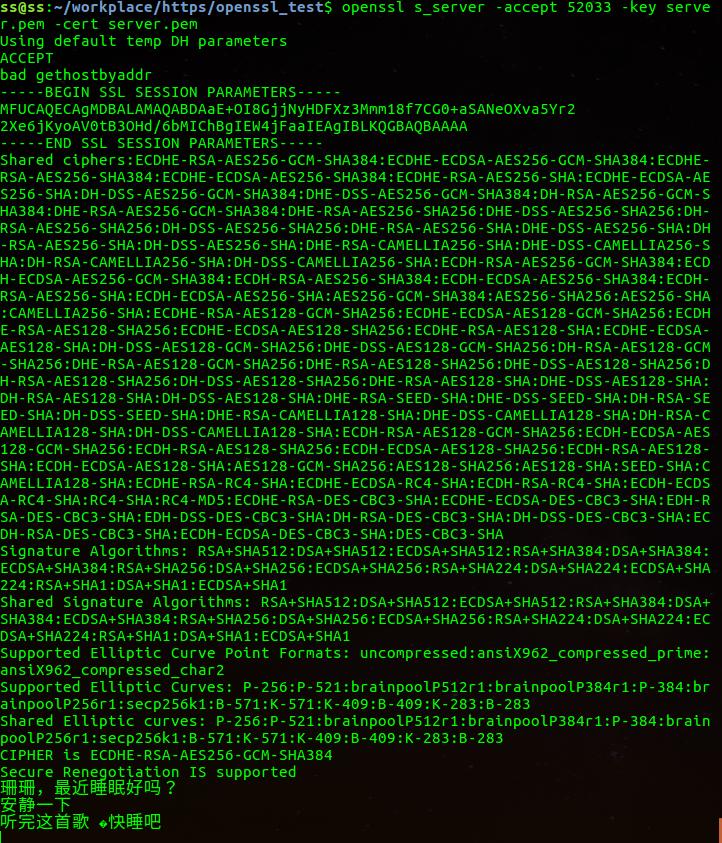 ss@ss:~/workplace/https/openssl_test$ openssl s_server -accept 52033 -key serve
r.pem -cert server.pem
Using default temp DH parameters
ACCEPT
bad gethostbyaddr
-----BEGIN SSL SESSION PARAMETERS-----
MFUCAQECAgMDBALAMAQABDAaE+OI8GjjNyHDFXz3Mmm18f7CG0+aSANeOXva5Yr2
2Xe6jKyoAV0tB3OHd/6bMIChBgIEW4jFaaIEAgIBLKQGBAQBAAAA
-----END SSL SESSION PARAMETERS-----
Shared ciphers:ECDHE-RSA-AES256-GCM-SHA384:ECDHE-ECDSA-AES256-GCM-SHA384:ECDHE-
RSA-AES256-SHA384:ECDHE-ECDSA-AES256-SHA384:ECDHE-RSA-AES256-SHA:ECDHE-ECDSA-AE
S256-SHA:DH-DSS-AES256-GCM-SHA384:DHE-DSS-AES256-GCM-SHA384:DH-RSA-AES256-GCM-S
HA384:DHE-RSA-AES256-GCM-SHA384:DHE-RSA-AES256-SHA256:DHE-DSS-AES256-SHA256:DH-
RSA-AES256-SHA256:DH-DSS-AES256-SHA256:DHE-RSA-AES256-SHA:DHE-DSS-AES256-SHA:DH
-RSA-AES256-SHA:DH-DSS-AES256-SHA:DHE-RSA-CAMELLIA256-SHA:DHE-DSS-CAMELLIA256-S
HA:DH-RSA-CAMELLIA256-SHA:DH-DSS-CAMELLIA256-SHA:ECDH-RSA-AES256-GCM-SHA384:ECD
H-ECDSA-AES256-GCM-SHA384:ECDH-RSA-AES256-SHA384:ECDH-ECDSA-AES256-SHA384:ECDH-
RSA-AES256-SHA:ECDH-ECDSA-AES256-SHA:AES256-GCM-SHA384:AES256-SHA256:AES256-SHA
:CAMELLIA256-SHA:ECDHE-RSA-AES128-GCM-SHA256:ECDHE-ECDSA-AES128-GCM-SHA256:ECDH
E-RSA-AES128-SHA256:ECDHE-ECDSA-AES128-SHA256:ECDHE-RSA-AES128-SHA:ECDHE-ECDSA-
AES128-SHA:DH-DSS-AES128-GCM-SHA256:DHE-DSS-AES128-GCM-SHA256:DH-RSA-AES128-GCM
-SHA256:DHE-RSA-AES128-GCM-SHA256:DHE-RSA-AES128-SHA256:DHE-DSS-AES128-SHA256:D
H-RSA-AES128-SHA256:DH-DSS-AES128-SHA256:DHE-RSA-AES128-SHA:DHE-DSS-AES128-SHA:
DH-RSA-AES128-SHA:DH-DSS-AES128-SHA:DHE-RSA-SEED-SHA:DHE-DSS-SEED-SHA:DH-RSA-SE
ED-SHA:DH-DSS-SEED-SHA:DHE-RSA-CAMELLIA128-SHA:DHE-DSS-CAMELLIA128-SHA:DH-RSA-C
AMELLIA128-SHA:DH-DSS-CAMELLIA128-SHA:ECDH-RSA-AES128-GCM-SHA256:ECDH-ECDSA-AES
128-GCM-SHA256:ECDH-RSA-AES128-SHA256:ECDH-ECDSA-AES128-SHA256:ECDH-RSA-AES128-
SHA:ECDH-ECDSA-AES128-SHA:AES128-GCM-SHA256:AES128-SHA256:AES128-SHA:SEED-SHA:C
AMELLIA128-SHA:ECDHE-RSA-RC4-SHA:ECDHE-ECDSA-RC4-SHA:ECDH-RSA-RC4-SHA:ECDH-ECDS
A-RC4-SHA:RC4-SHA:RC4-MD5:ECDHE-RSA-DES-CBC3-SHA:ECDHE-ECDSA-DES-CBC3-SHA:EDH-R
SA-DES-CBC3-SHA:EDH-DSS-DES-CBC3-SHA:DH-RSA-DES-CBC3-SHA:DH-DSS-DES-CBC3-SHA:EC
DH-RSA-DES-CBC3-SHA:ECDH-ECDSA-DES-CBC3-SHA:DES-CBC3-SHA
Signature Algorithms: RSA+SHA512:DSA+SHA512:ECDSA+SHA512:RSA+SHA384:DSA+SHA384:
ECDSA+SHA384:RSA+SHA256:DSA+SHA256:ECDSA+SHA256:RSA+SHA224:DSA+SHA224:ECDSA+SHA
224:RSA+SHA1:DSA+SHA1:ECDSA+SHA1
Shared Signature Algorithms: RSA+SHA512:DSA+SHA512:ECDSA+SHA512:RSA+SHA384:DSA+
SHA384:ECDSA+SHA384:RSA+SHA256:DSA+SHA256:ECDSA+SHA256:RSA+SHA224:DSA+SHA224:EC
DSA+SHA224:RSA+SHA1:DSA+SHA1:ECDSA+SHA1
Supported Elliptic Curve Point Formats: uncompressed:ansiX962_compressed_prime:
ansiX962_compressed_char2
Supported Elliptic Curves: P-256:P-521:brainpoolP512r1:brainpoolP384r1:P-384:br
ainpoolP256r1:secp256k1:B-571:K-571:K-409:B-409:K-283:B-283
Shared Elliptic curves: P-256:P-521:brainpoolP512r1:brainpoolP384r1:P-384:brain
poolP256r1:secp256k1:B-571:K-571:K-409:B-409:K-283:B-283
CIPHER is ECDHE-RSA-AES256-GCM-SHA384
Secure Renegotiation IS supported
珊珊，最近睡眠好吗？
安静一下
听完这首歌 �快睡吧